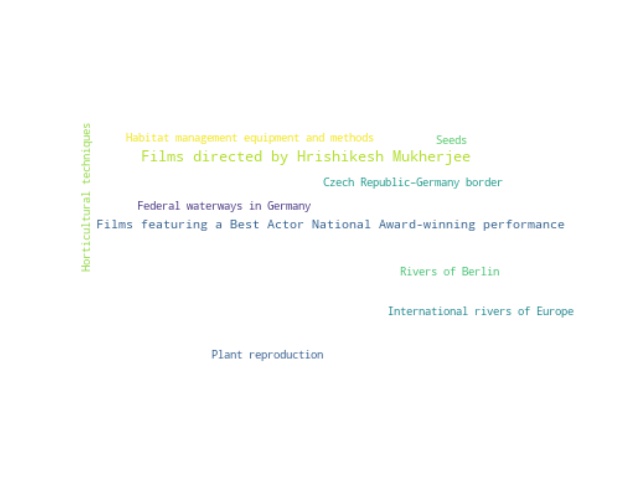 Habitat management equipment and methods
Seeds
Films directed by Hrishikesh Mukherjee
Horticultural techniques
Czech Republic–Germany border
Federal waterways in Germany
Films featuring a Best Actor National Award-winning performance
Rivers of Berlin
International rivers of Europe
Plant reproduction